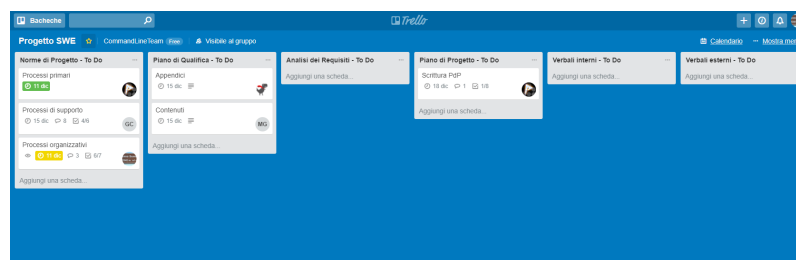 Bacheche
Trello
Progetto SWE
CommandLineTeam Free
Visibile al gruppo
Calendario
... Mostra men
Norme di Progetto - To Do
Processi primari
11 dic
Processi di supporto
15 dic 8 4/6
GC
Processi organizzativi
11 dic 3 6/7
Aggiungi una scheda...
Piano di Qualifica - To Do
Appendici
15 dic
Contenuti
15 dic
MG
Aggiungi una scheda...
Analisi dei Requisiti - To Do
Aggiungi una scheda...
Piano di Progetto - To Do
Scrittura PdP
18 dic 1 1/8
Aggiungi una scheda...
Verbali interni - To Do
Aggiungi una scheda...
Verbali esterni - To Do
Aggiungi una scheda...